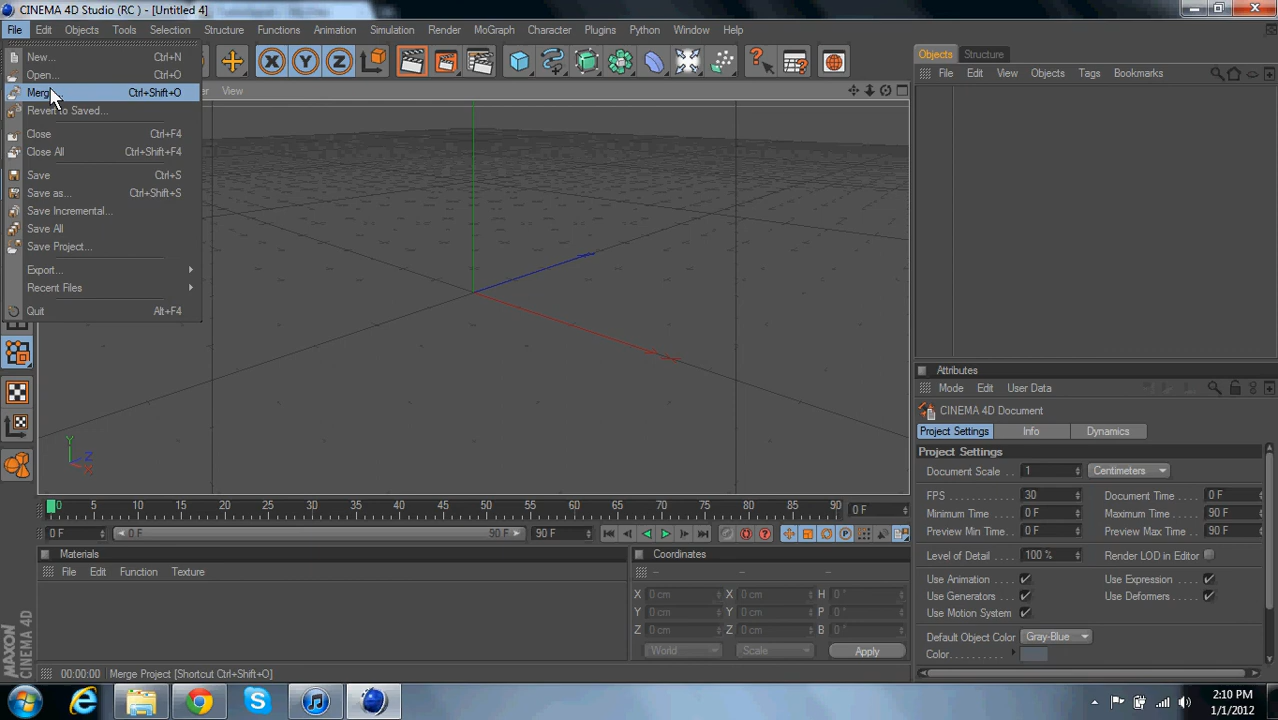 CINEMA 4D Studio (RC ) - [Untitled 4]
File Edit Objects Tools Selection Structure Functions Animation Simulation Render MoGraph Character Plugins Python Window Help
New... Ctrl+N
Open... Ctrl+O
Merg Ctrl+Shift+O
Revert to Saved...
Close Ctrl+F4
Close All Ctrl+Shift+F4
Save Ctrl+S
Save as... Ctrl+Shift+S
Save Incremental...
Save All
Save Project...
Export...
Recent Files
Quit Alt+F4
View
X Y Z
Objects Structure
File Edit View Objects Tags Bookmarks
Y
Z
X
Attributes
Mode Edit User Data
CINEMA 4D Document
Project Settings Info Dynamics
Project Settings
Document Scale 1 Centimeters
FPS 30 Document Time 0 F
Minimum Time 0 F Maximum Time 90 F
Preview Min Time 0 F Preview Max Time 90 F
Level of Detail 100 % Render LOD in Editor
Use Animation Use Expression
Use Generators Use Deformers
Use Motion System
Default Object Color Gray-Blue
Color
0 5 10 15 20 25 30 35 40 45 50 55 60 65 70 75 80 85 90 0 F
0 F 0 F 90 F 90 F
Materials
File Edit Function Texture
Coordinates
-- -- --
X 0 cm X 0 cm H 0 °
Y 0 cm Y 0 cm P 0 °
Z 0 cm Z 0 cm B 0 °
World Scale Apply
MAXON
CINEMA 4D
00:00:00 Merge Project [Shortcut Ctrl+Shift+O]
2:10 PM
1/1/2012